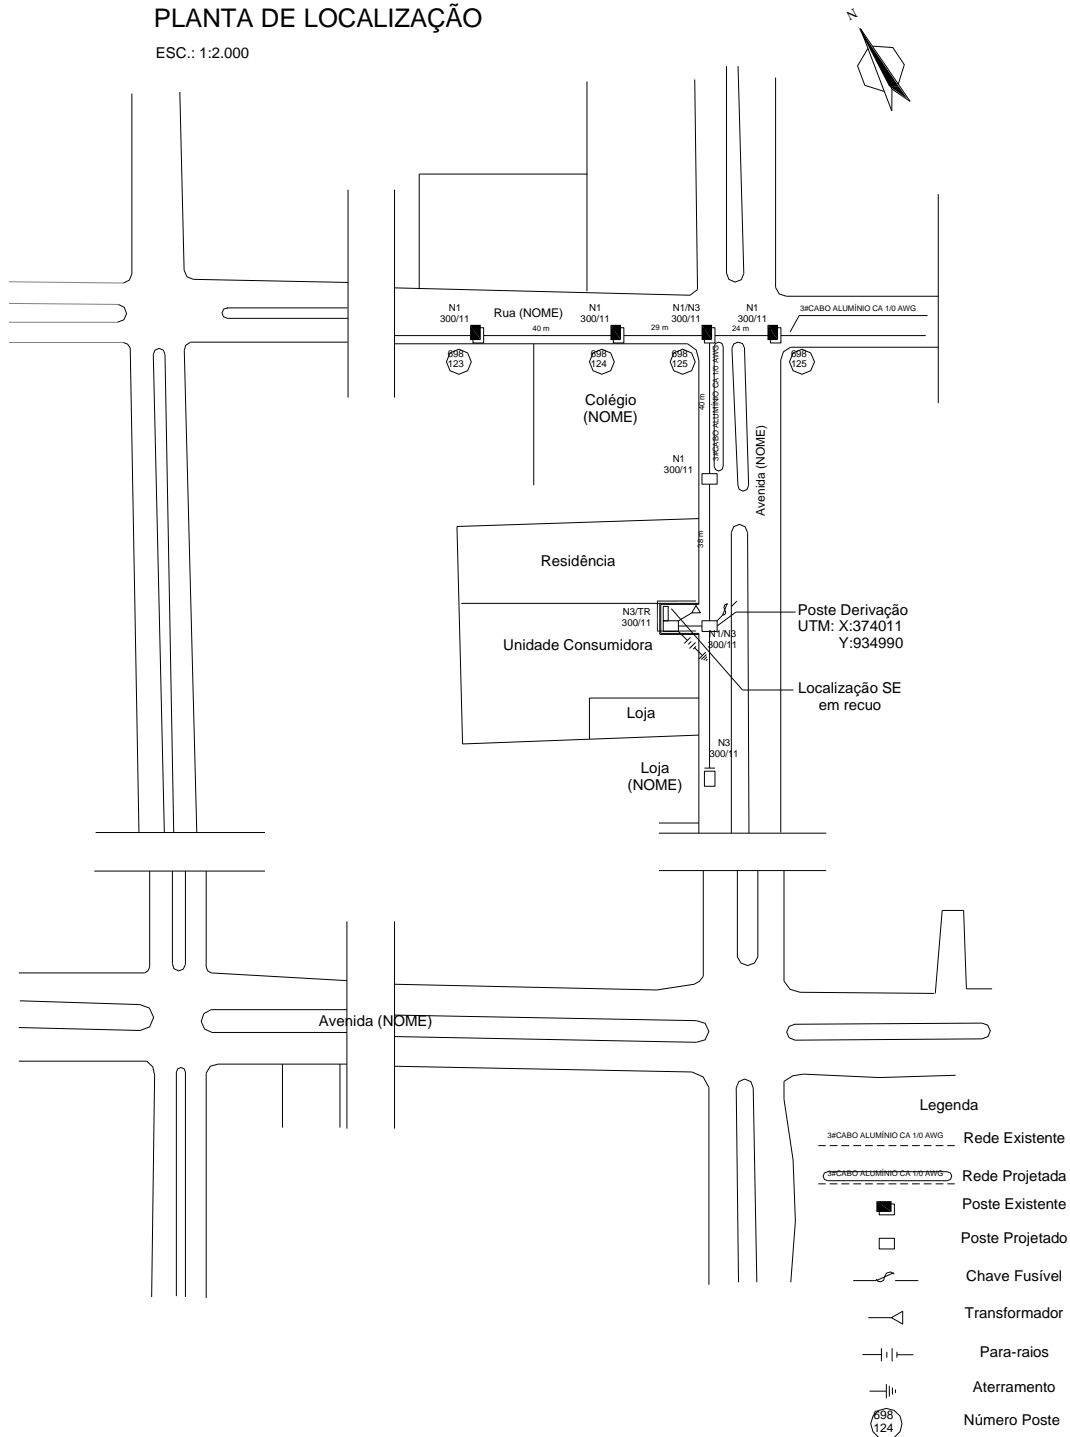 PLANTA DE LOCALIZAÇÃO
ESC.: 1:2.000
N
N1
300/11
Rua (NOME)
40 m
N1
300/11
29 m
N1/N3
300/11
24 m
N1
300/11
3#CABO ALUMÍNIO CA 1/0 AWG
698
123
698
124
698
125
698
125
Colégio
(NOME)
40 m
3#CABO ALUMÍNIO CA 1/0 AWG
Avenida (NOME)
N1
300/11
38 m
Residência
N3/TR
300/11
Unidade Consumidora
N1/N3
300/11
Poste Derivação
UTM: X:374011
Y:934990
Localização SE
em recuo
Loja
N3
300/11
Loja
(NOME)
Avenida (NOME)
Legenda
3#CABO ALUMÍNIO CA 1/0 AWG
Rede Existente
3#CABO ALUMÍNIO CA 1/0 AWG
Rede Projetada
Poste Existente
Poste Projetado
Chave Fusível
Transformador
Para-raios
Aterramento
698
124
Número Poste